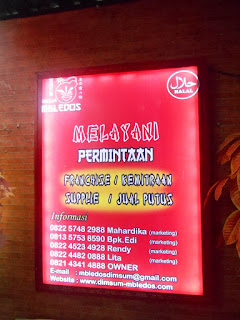 MBLEDOS
حلال
HALAL
MELAYANI
PERMINTAAN
FRANCHISE / KEMITRAAN
SUPPLIE / JUAL PUTUS
Informasi
0822 5748 2988 Mahardika (marketing)
0813 5753 8590 Bpk.Edi (marketing)
0822 4523 4928 Rendy (marketing)
0822 4482 0888 Lita (marketing)
0821 4341 4888 OWNER
E-mail : mbledosdimsum@gmail.com
Website : www.dimsum-mbledos.com